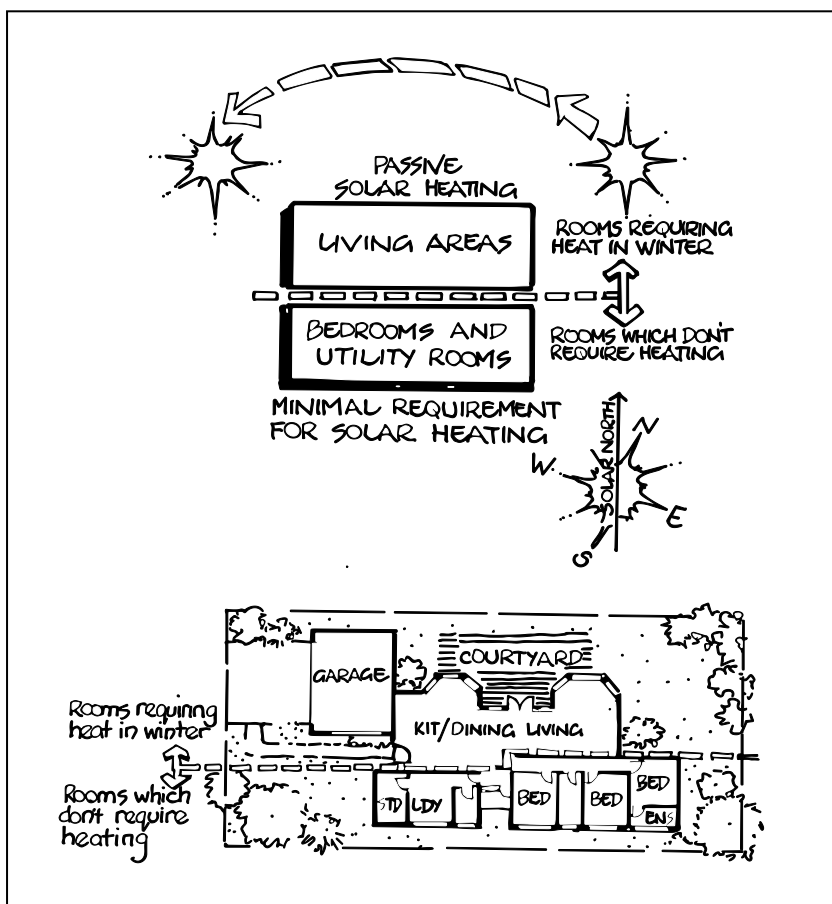 PASSIVE
SOLAR HEATING
LIVING AREAS
ROOMS REQUIRING
HEAT IN WINTER
BEDROOMS AND
UTILITY ROOMS
ROOMS WHICH DON'T
REQUIRE HEATING
MINIMAL REQUIREMENT
FOR SOLAR HEATING
SOLAR NORTH
N
W
E
S
COURTYARD
GARAGE
KIT/DINING LIVING
Rooms requiring
heat in winter
Rooms which
don't require
heating
STD
LDY
BED
BED
BED
ENS